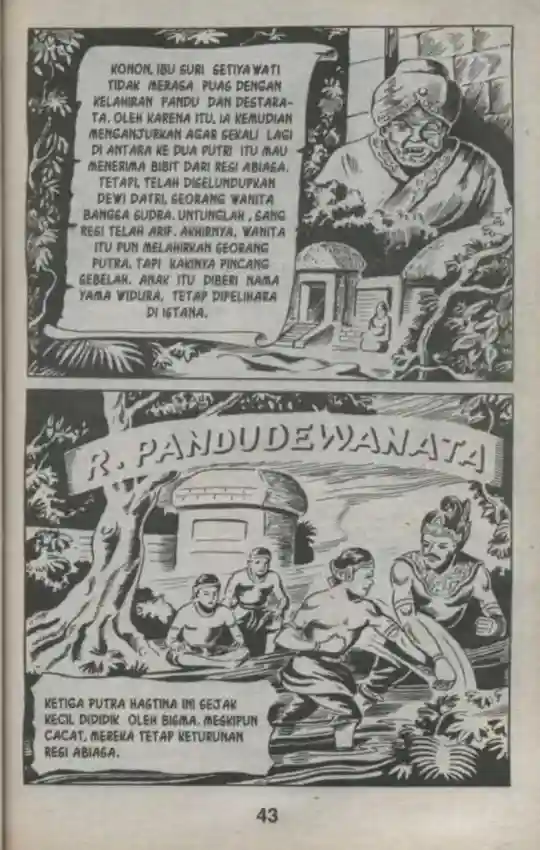 KONON, IBU SURI SETIYAWATI
TIDAK MERASA PUAS DENGAN
KELAHIRAN PANDU DAN DESTARA-
TA. OLEH KARENA ITU, IA KEMUDIAN
MENGANJURKAN AGAR SEKALI LAGI
DI ANTARA KE DUA PUTRI ITU MAU
MENERIMA BIBIT DARI RESI ABIASA.
TETAPI, TELAH DISELUNDUPKAN
DEWI DATRI, SEORANG WANITA
BANGSA SUDRA. UNTUNGLAH, SANG
RESI TELAH ARIF. AKHIRNYA, WANITA
ITU PUN MELAHIRKAN SEORANG
PUTRA, TAPI KAKINYA PINCANG
SEBELAH. ANAK ITU DIBERI NAMA
YAMA WIDURA, TETAP DIPELIHARA
DI ISTANA.
R. PANDUDEWANATA
KETIGA PUTRA HASTINA INI SEJAK
KECIL DIDIDIK OLEH BISMA. MESKIPUN
CACAT, MEREKA TETAP KETURUNAN
RESI ABIASA.
43